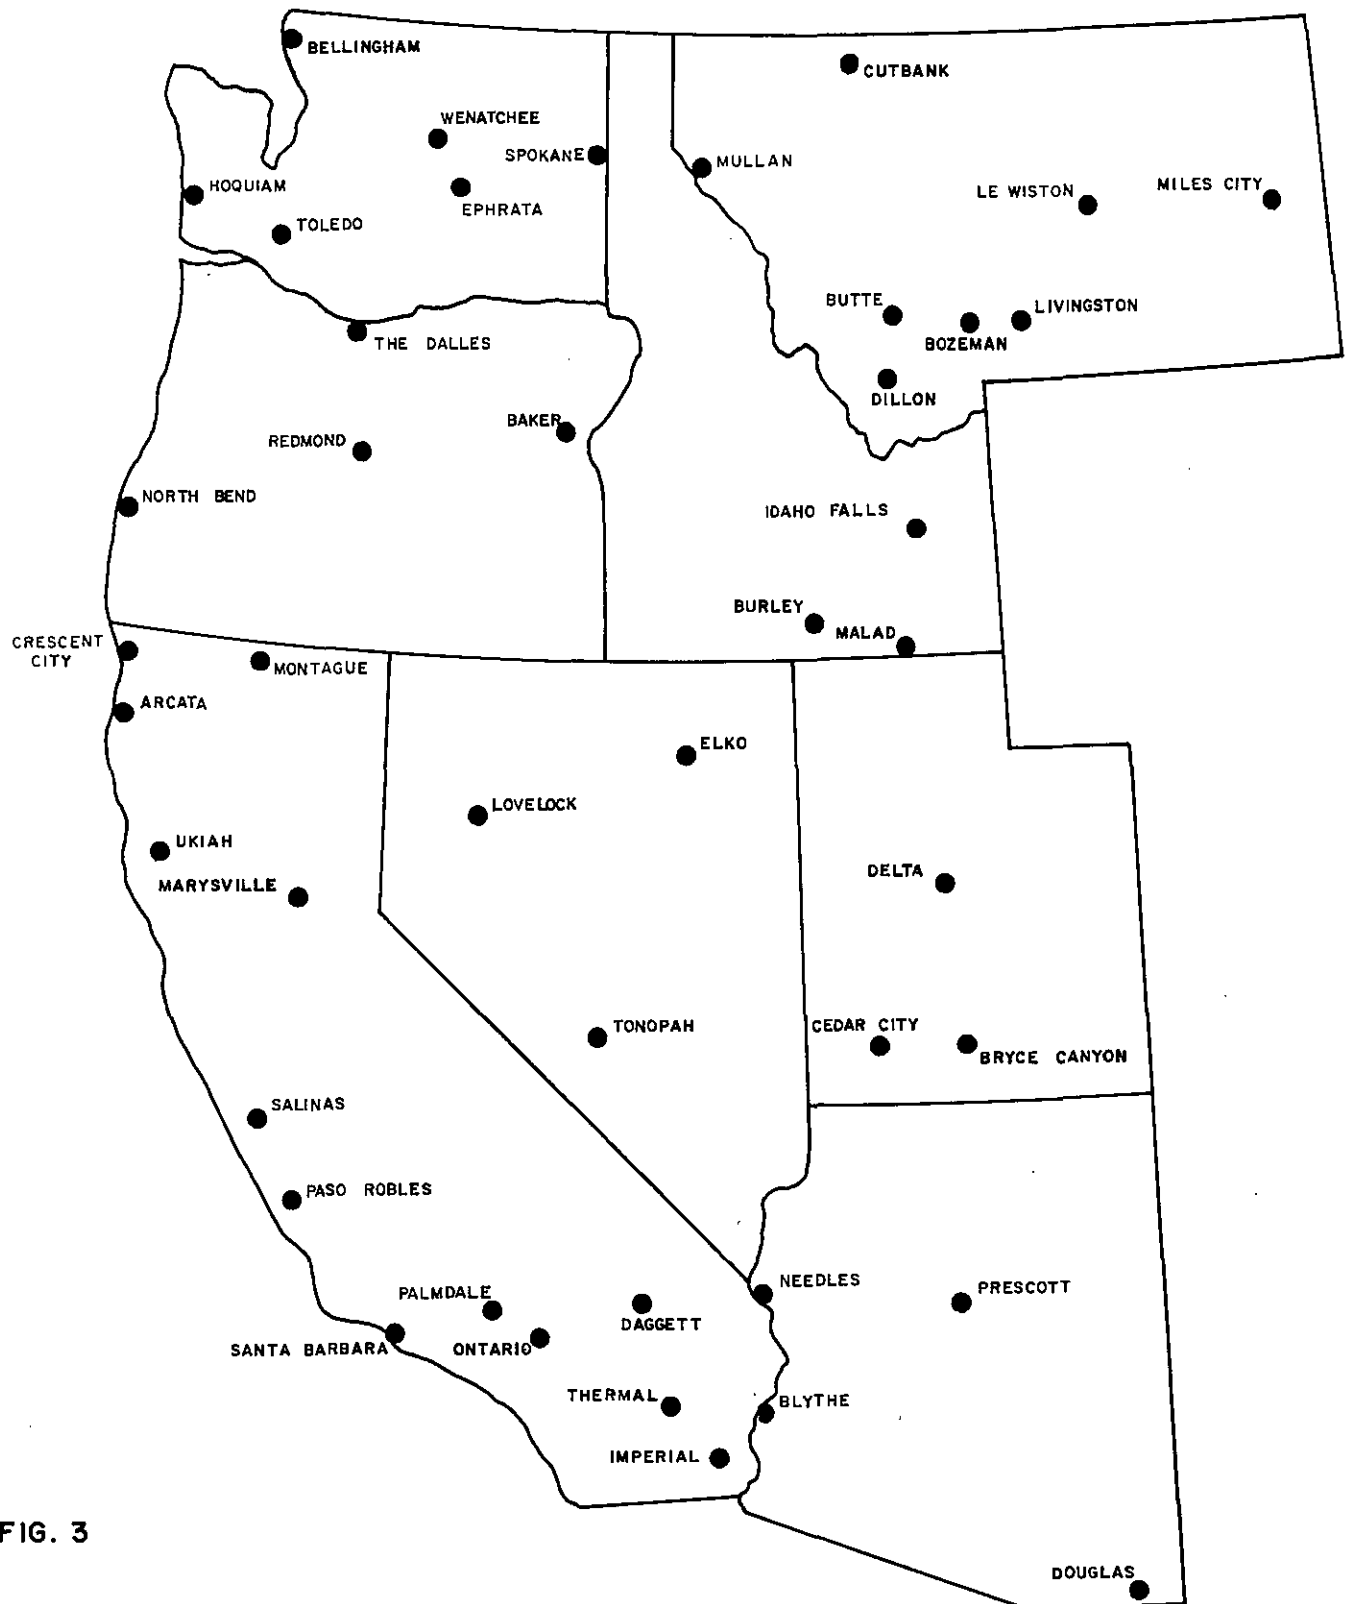 BELLINGHAM
CUTBANK
WENATCHEE
SPOKANE
MULLAN
HOQUIAM
EPHRATA
LE WISTON
MILES CITY
TOLEDO
BUTTE
LIVINGSTON
THE DALLES
BOZEMAN
DILLON
BAKER
REDMOND
NORTH BEND
IDAHO FALLS
BURLEY
MALAD
CRESCENT
CITY
MONTAGUE
ARCATA
ELKO
LOVELOCK
UKIAH
MARYSVILLE
DELTA
TONOPAH
CEDAR CITY
BRYCE CANYON
SALINAS
PASO ROBLES
NEEDLES
PRESCOTT
PALMDALE
DAGGETT
SANTA BARBARA
ONTARIO
THERMAL
BLYTHE
IMPERIAL
FIG. 3
DOUGLAS